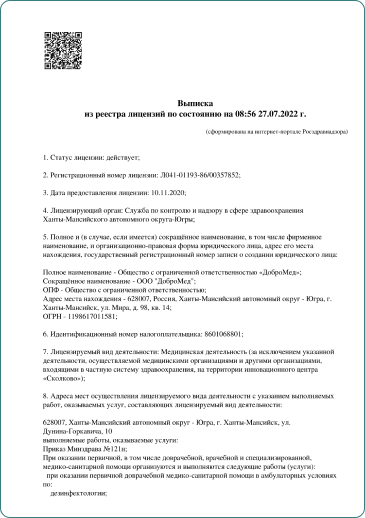 Выписка
из реестра лицензий по состоянию на 08:56 27.07.2022 г.
(сформирована на интернет-портале Росздравнадзора)
1. Статус лицензии: действует;
2. Регистрационный номер лицензии: Л041-01193-86/00357852;
3. Дата предоставления лицензии: 10.11.2020;
4. Лицензирующий орган: Служба по контролю и надзору в сфере здравоохранения
Ханты-Мансийского автономного округа-Югры;
5. Полное и (в случае, если имеется) сокращённое наименование, в том числе фирменное
наименование, и организационно-правовая форма юридического лица, адрес его места
нахождения, государственный регистрационный номер записи о создании юридического лица:
Полное наименование - Общество с ограниченной ответственностью «ДоброМед»;
Сокращённое наименование - ООО "ДоброМед";
ОПФ - Общество с ограниченной ответственностью;
Адрес места нахождения - 628007, Россия, Ханты-Мансийский автономный округ - Югра, г.
Ханты-Мансийск, ул. Мира, д. 98, кв. 14;
ОГРН - 1198617011581;
6. Идентификационный номер налогоплательщика: 8601068801;
7. Лицензируемый вид деятельности: Медицинская деятельность (за исключением указанной
деятельности, осуществляемой медицинскими организациями и другими организациями,
входящими в частную систему здравоохранения, на территории инновационного центра
«Сколково»);
8. Адреса мест осуществления лицензируемого вида деятельности с указанием выполняемых
работ, оказываемых услуг, составляющих лицензируемый вид деятельности:
628007, Ханты-Мансийский автономный округ - Югра, г. Ханты-Мансийск, ул.
Дунина-Горкавича, 10
выполняемые работы, оказываемые услуги:
Приказ Минздрава №121н;
При оказании первичной, в том числе доврачебной, врачебной и специализированной,
медико-санитарной помощи организуются и выполняются следующие работы (услуги):
при оказании первичной доврачебной медико-санитарной помощи в амбулаторных условиях
по:
дезинфектологии;